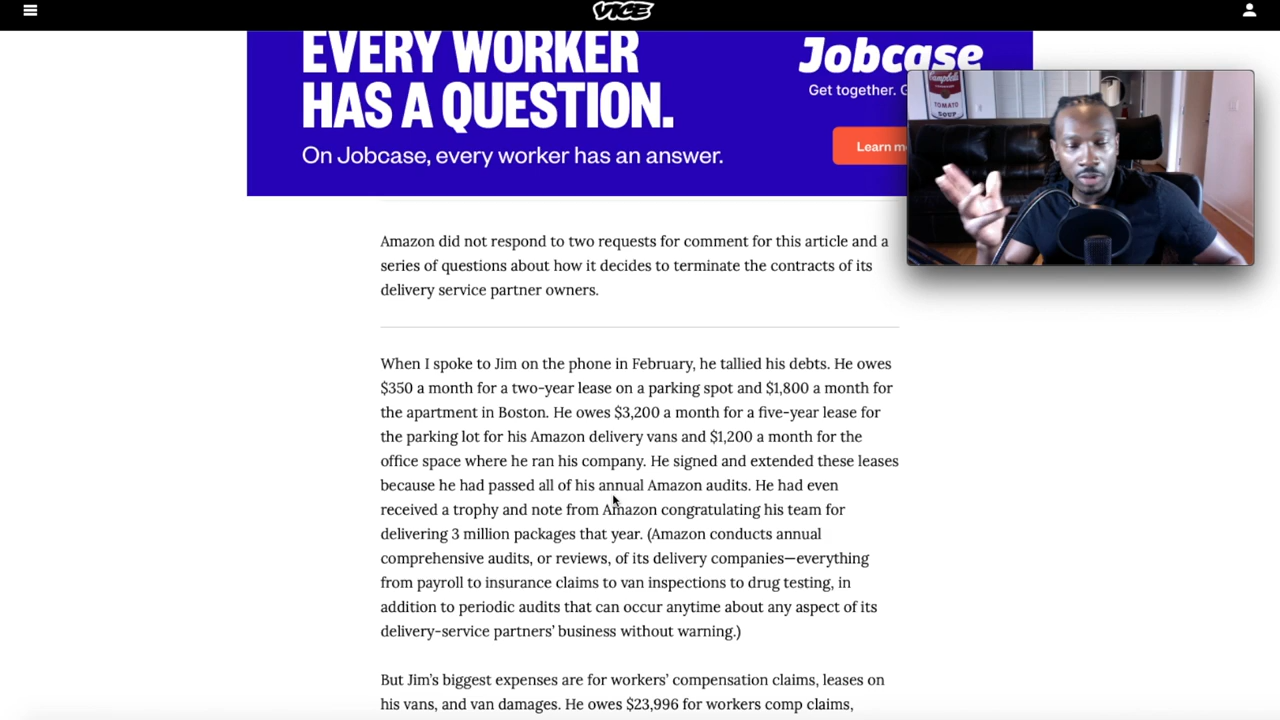 VICE
EVERY WORKER
HAS A QUESTION.
On Jobcase, every worker has an answer.
Jobcase
Get together. G
Learn m
Campbell's
TOMATO
SOUP
Amazon did not respond to two requests for comment for this article and a
series of questions about how it decides to terminate the contracts of its
delivery service partner owners.
When I spoke to Jim on the phone in February, he tallied his debts. He owes
$350 a month for a two-year lease on a parking spot and $1,800 a month for
the apartment in Boston. He owes $3,200 a month for a five-year lease for
the parking lot for his Amazon delivery vans and $1,200 a month for the
office space where he ran his company. He signed and extended these leases
because he had passed all of his annual Amazon audits. He had even
received a trophy and note from Amazon congratulating his team for
delivering 3 million packages that year. (Amazon conducts annual
comprehensive audits, or reviews, of its delivery companies—everything
from payroll to insurance claims to van inspections to drug testing, in
addition to periodic audits that can occur anytime about any aspect of its
delivery-service partners’ business without warning.)
But Jim’s biggest expenses are for workers’ compensation claims, leases on
his vans, and van damages. He owes $23,996 for workers comp claims,